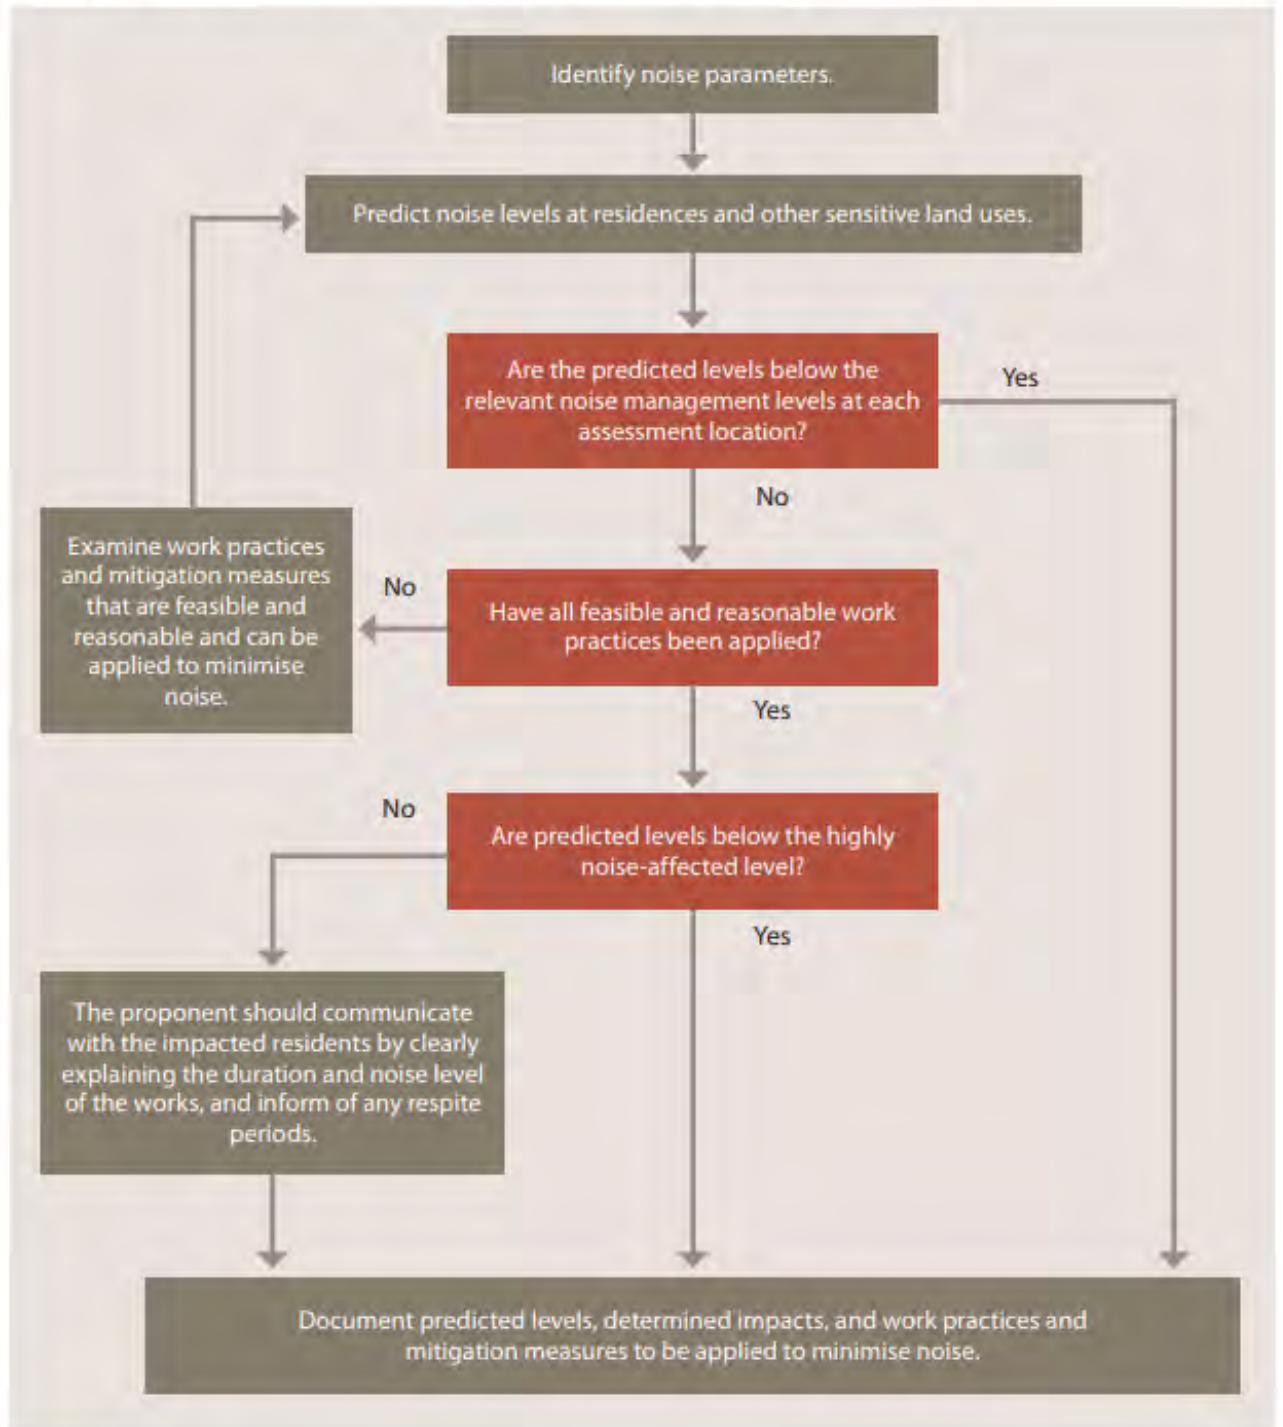 Identify noise parameters.
Predict noise levels at residences and other sensitive land uses.
Are the predicted levels below the
relevant noise management levels at each
assessment location?
Yes
No
Examine work practices
and mitigation measures
that are feasible and
reasonable and can be
applied to minimise
noise.
No
Have all feasible and reasonable work
practices been applied?
Yes
No
Are predicted levels below the highly
noise-affected level?
Yes
The proponent should communicate
with the impacted residents by clearly
explaining the duration and noise level
of the works, and inform of any respite
periods.
Document predicted levels, determined impacts, and work practices and
mitigation measures to be applied to minimise noise.